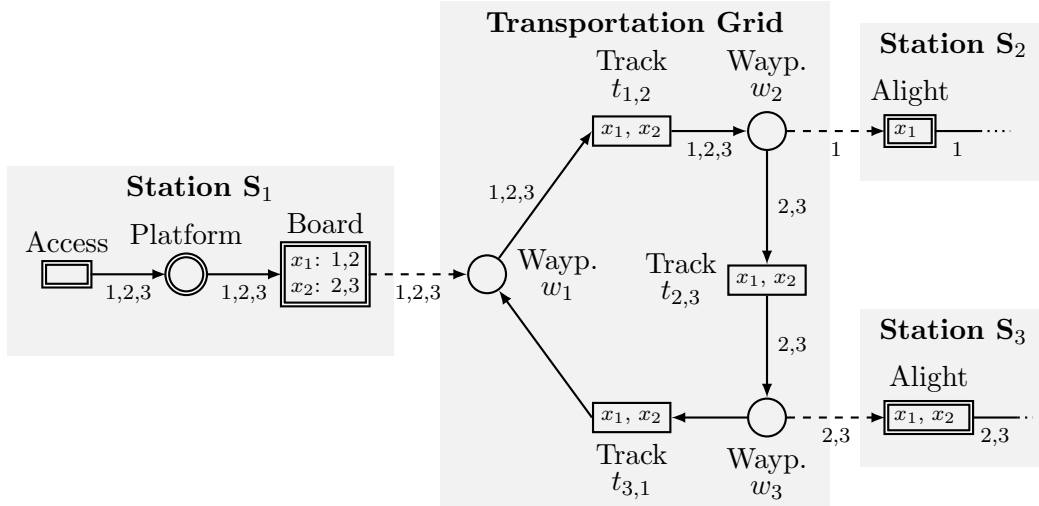 Transportation Grid
Station S₂
Track
t₁,₂
Wayp.
w₂
Alight
x₁, x₂
x₁
1,2,3
1
1
Station S₁
1,2,3
2,3
Access
Platform
Board
x₁: 1,2
x₂: 2,3
1,2,3
1,2,3
1,2,3
Wayp.
w₁
Track
t₂,₃
x₁, x₂
Station S₃
2,3
Alight
x₁, x₂
x₁, x₂
2,3
2,3
Track
t₃,₁
Wayp.
w₃